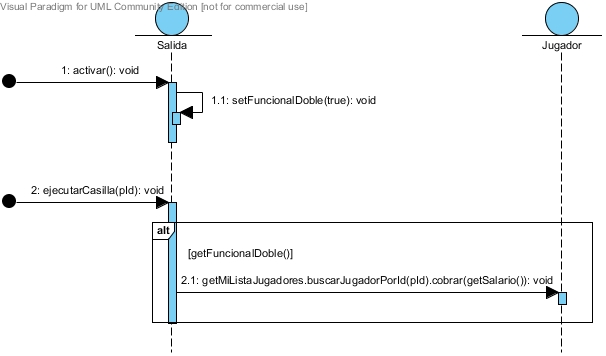 Visual Paradigm for UML Community Edition [not for commercial use]
Salida
Jugador
1: activar(): void
1.1: setFuncionalDoble(true): void
2: ejecutarCasilla(pId): void
alt
[getFuncionalDoble()]
2.1: getMiListaJugadores.buscarJugadorPorId(pId).cobrar(getSalario()): void